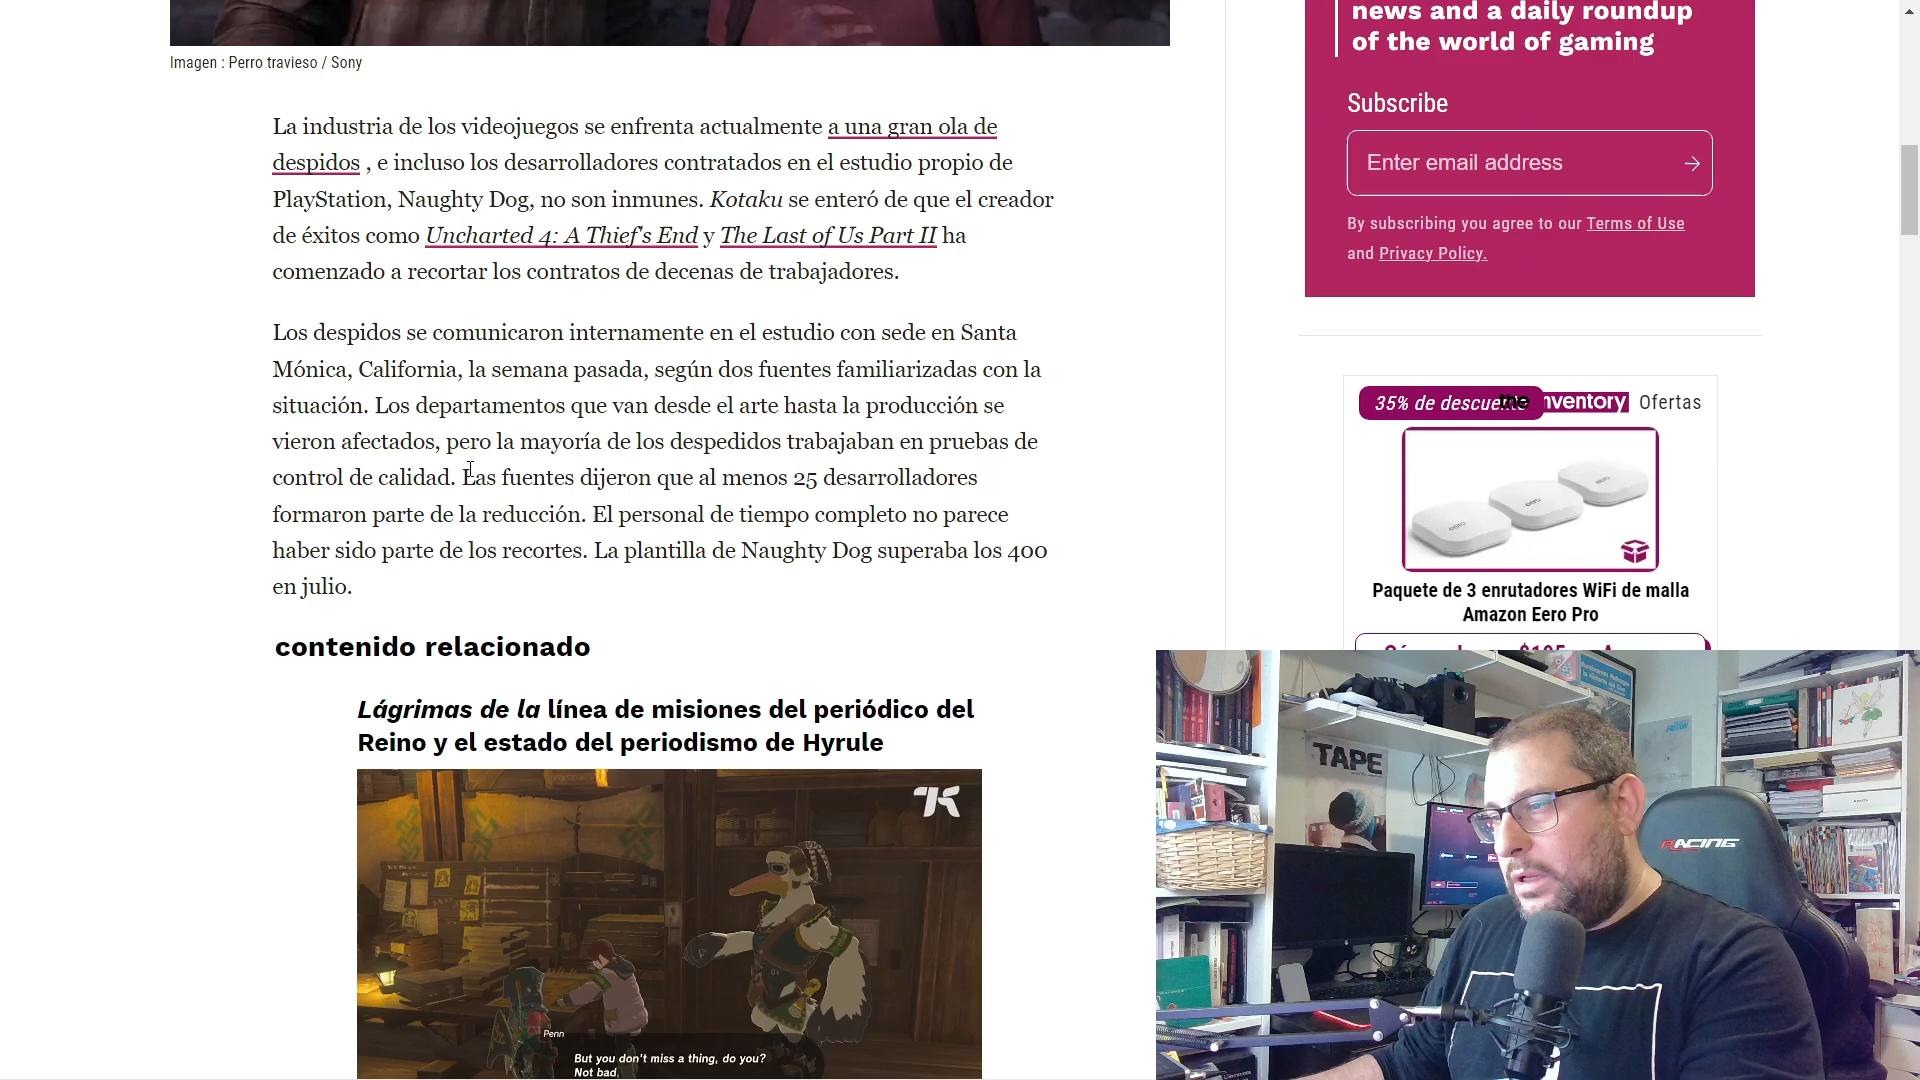 Imagen : Perro travieso / Sony
La industria de los videojuegos se enfrenta actualmente a una gran ola de
despidos , e incluso los desarrolladores contratados en el estudio propio de
PlayStation, Naughty Dog, no son inmunes. Kotaku se enteró de que el creador
de éxitos como Uncharted 4: A Thief's End y The Last of Us Part II ha
comenzado a recortar los contratos de decenas de trabajadores.
Los despidos se comunicaron internamente en el estudio con sede en Santa
Mónica, California, la semana pasada, según dos fuentes familiarizadas con la
situación. Los departamentos que van desde el arte hasta la producción se
vieron afectados, pero la mayoría de los despedidos trabajaban en pruebas de
control de calidad. Las fuentes dijeron que al menos 25 desarrolladores
formaron parte de la reducción. El personal de tiempo completo no parece
haber sido parte de los recortes. La plantilla de Naughty Dog superaba los 400
en julio.
contenido relacionado
Lágrimas de la línea de misiones del periódico del
Reino y el estado del periodismo de Hyrule
Penn
But you don't miss a thing, do you?
Not bad.
news and a daily roundup
of the world of gaming
Subscribe
Enter email address →
By subscribing you agree to our Terms of Use
and Privacy Policy.
35% de descuento the inventory Ofertas
Paquete de 3 enrutadores WiFi de malla
Amazon Eero Pro
TAPE
RACING